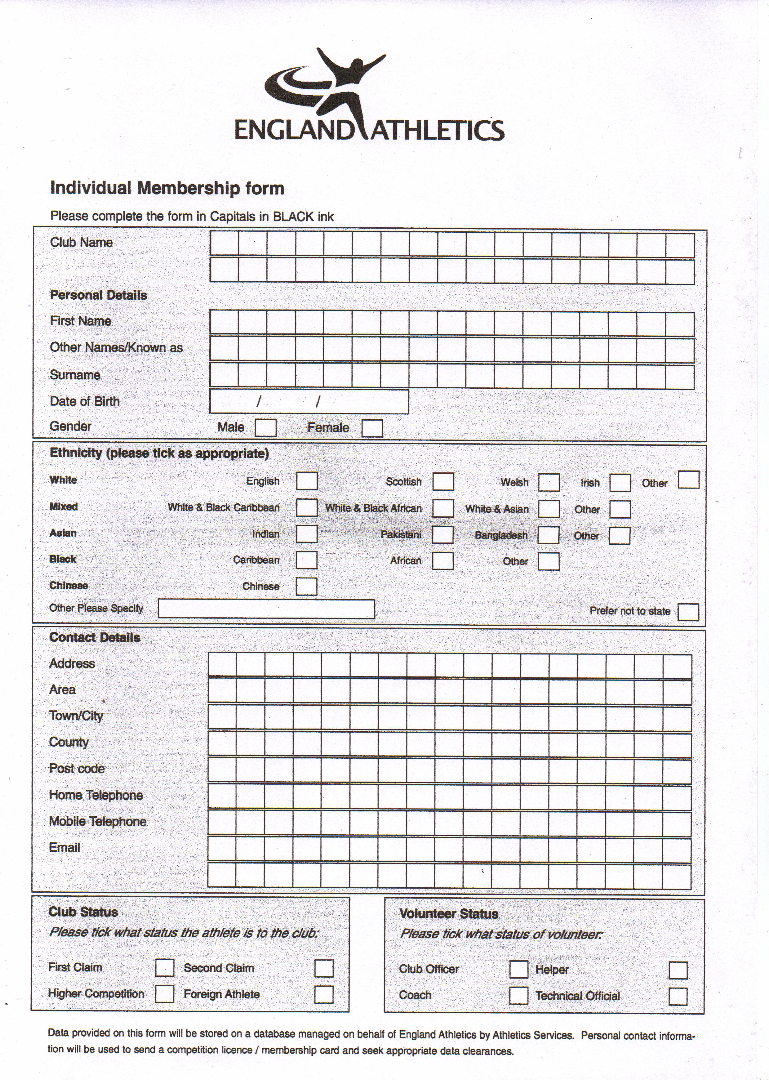 ENGLAND ATHLETICS
Individual Membership form
Please complete the form in Capitals in BLACK ink
Club Name
Personal Details
First Name
Other Names/Known as
Surname
Date of Birth / /
Gender Male Female
Ethnicity (please tick as appropriate)
White English Scottish Welsh Irish Other
Mixed White & Black Caribbean White & Black African White & Asian Other
Asian Indian Pakistani Bangladesh Other
Black Caribbean African Other
Chinese Chinese
Other Please Specify Prefer not to state
Contact Details
Address
Area
Town/City
County
Post code
Home Telephone
Mobile Telephone
Email
Club Status
Please tick what status the athlete is to the club:
First Claim Second Claim
Higher Competition Foreign Athlete
Volunteer Status
Please tick what status of volunteer:
Club Officer Helper
Coach Technical Official
Data provided on this form will be stored on a database managed on behalf of England Athletics by Athletics Services. Personal contact informa-
tion will be used to send a competition licence / membership card and seek appropriate data clearances.